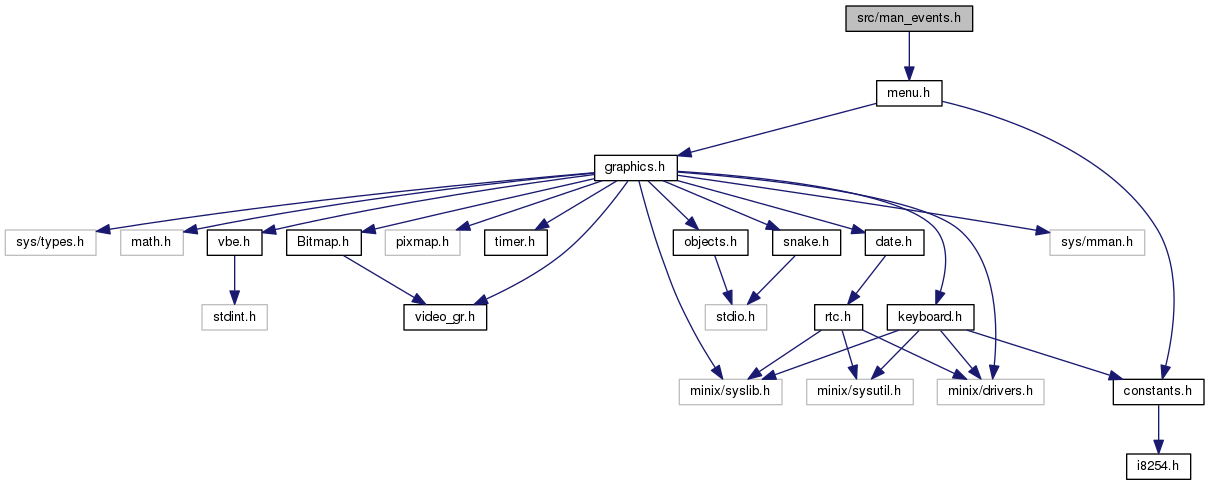 src/man_events.h
menu.h
graphics.h
sys/types.h
math.h
vbe.h
Bitmap.h
pixmap.h
timer.h
objects.h
snake.h
date.h
sys/mman.h
stdint.h
video_gr.h
stdio.h
rtc.h
keyboard.h
minix/syslib.h
minix/sysutil.h
minix/drivers.h
constants.h
i8254.h